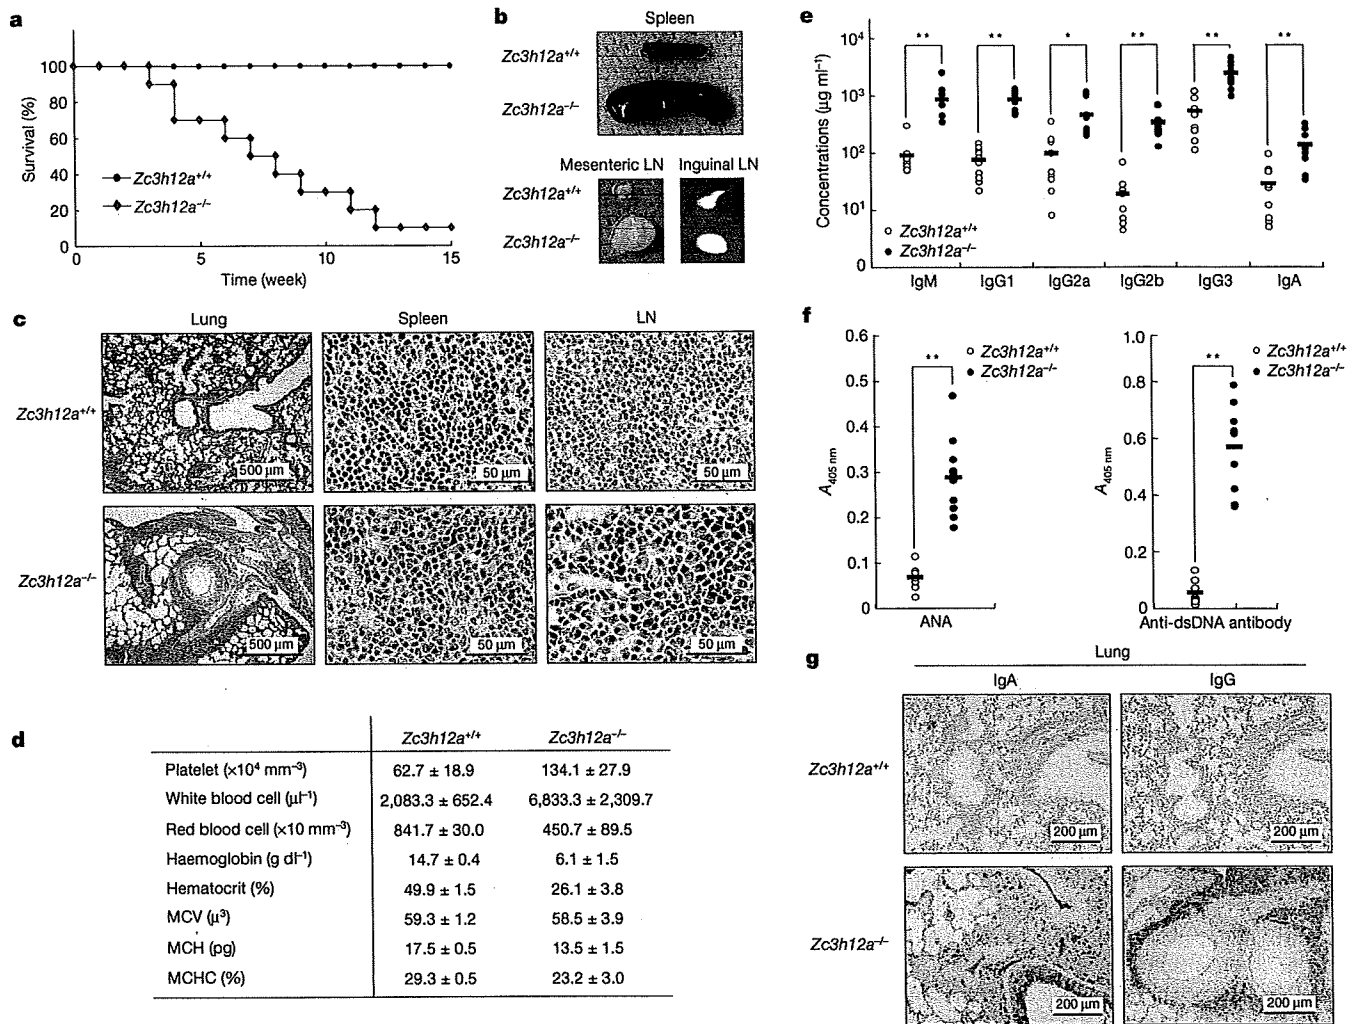 a
Survival (%)
100
80
60
40
20
0
0
5
10
15
Time (week)
Zc3h12a+/+
Zc3h12a–/–
b
Spleen
Zc3h12a+/+
Zc3h12a–/–
Mesenteric LN
Inguinal LN
Zc3h12a+/+
Zc3h12a–/–
c
Lung
Spleen
LN
Zc3h12a+/+
500 μm
50 μm
50 μm
Zc3h12a–/–
500 μm
50 μm
50 μm
d
Zc3h12a+/+ Zc3h12a–/–
Platelet (×10⁴ mm⁻³) 62.7 ± 18.9 134.1 ± 27.9
White blood cell (μl⁻¹) 2,083.3 ± 652.4 6,833.3 ± 2,309.7
Red blood cell (×10 mm⁻³) 841.7 ± 30.0 450.7 ± 89.5
Haemoglobin (g dl⁻¹) 14.7 ± 0.4 6.1 ± 1.5
Hematocrit (%) 49.9 ± 1.5 26.1 ± 3.8
MCV (μ³) 59.3 ± 1.2 58.5 ± 3.9
MCH (pg) 17.5 ± 0.5 13.5 ± 1.5
MCHC (%) 29.3 ± 0.5 23.2 ± 3.0
e
Concentrations (μg ml⁻¹)
10⁴
10³
10²
10¹
0
** ** * ** ** **
Zc3h12a+/+
Zc3h12a–/–
IgM IgG1 IgG2a IgG2b IgG3 IgA
f
A405 nm
0.6
0.5
0.4
0.3
0.2
0.1
0
**
Zc3h12a+/+
Zc3h12a–/–
ANA
A405 nm
1.0
0.8
0.6
0.4
0.2
0
**
Zc3h12a+/+
Zc3h12a–/–
Anti-dsDNA antibody
g
Lung
IgA
IgG
Zc3h12a+/+
200 μm
200 μm
Zc3h12a–/–
200 μm
200 μm